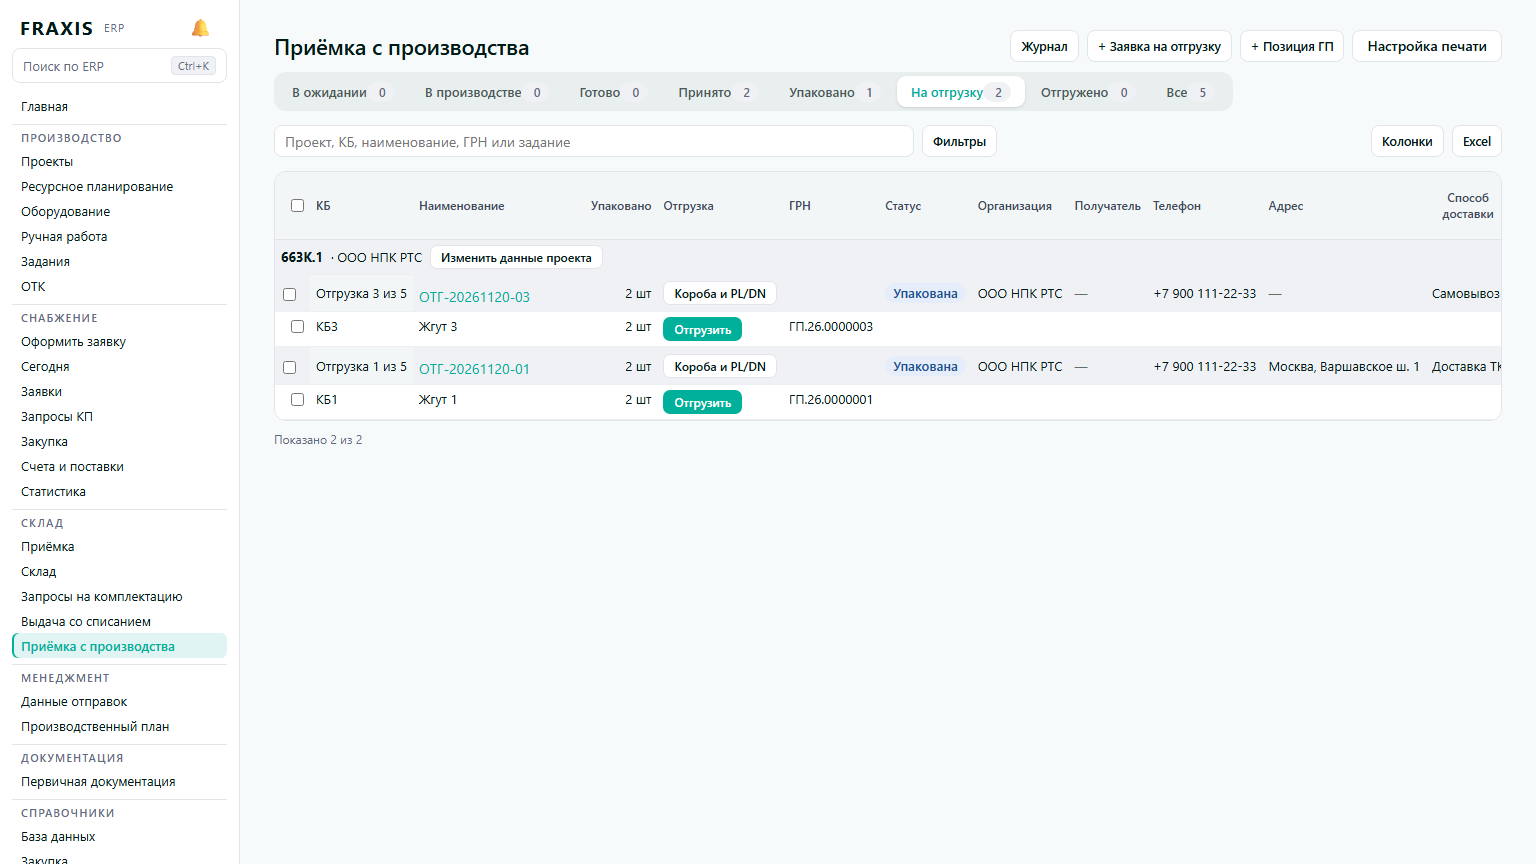 FRAXIS ERP
Поиск по ERP Ctrl+K
Главная
ПРОИЗВОДСТВО
Проекты
Ресурсное планирование
Оборудование
Ручная работа
Задания
ОТК
СНАБЖЕНИЕ
Оформить заявку
Сегодня
Заявки
Запросы КП
Закупка
Счета и поставки
Статистика
СКЛАД
Приёмка
Склад
Запросы на комплектацию
Выдача со списанием
Приёмка с производства
МЕНЕДЖМЕНТ
Данные отправок
Производственный план
ДОКУМЕНТАЦИЯ
Первичная документация
СПРАВОЧНИКИ
База данных
Закупка
Приёмка с производства
Журнал + Заявка на отгрузку + Позиция ГП Настройка печати
В ожидании 0 В производстве 0 Готово 0 Принято 2 Упаковано 1 На отгрузку 2 Отгружено 0 Все 5
Проект, КБ, наименование, ГРН или задание Фильтры Колонки Excel
КБ Наименование Упаковано Отгрузка ГРН Статус Организация Получатель Телефон Адрес Способ доставки
663K.1 · ООО НПК РТС Изменить данные проекта
Отгрузка 3 из 5 ОТГ-20261120-03 2 шт Короба и PL/DN Упакована ООО НПК РТС — +7 900 111-22-33 — Самовывоз
КБ3 Жгут 3 2 шт Отгрузить ГП.26.0000003
Отгрузка 1 из 5 ОТГ-20261120-01 2 шт Короба и PL/DN Упакована ООО НПК РТС — +7 900 111-22-33 Москва, Варшавское ш. 1 Доставка ТК
КБ1 Жгут 1 2 шт Отгрузить ГП.26.0000001
Показано 2 из 2